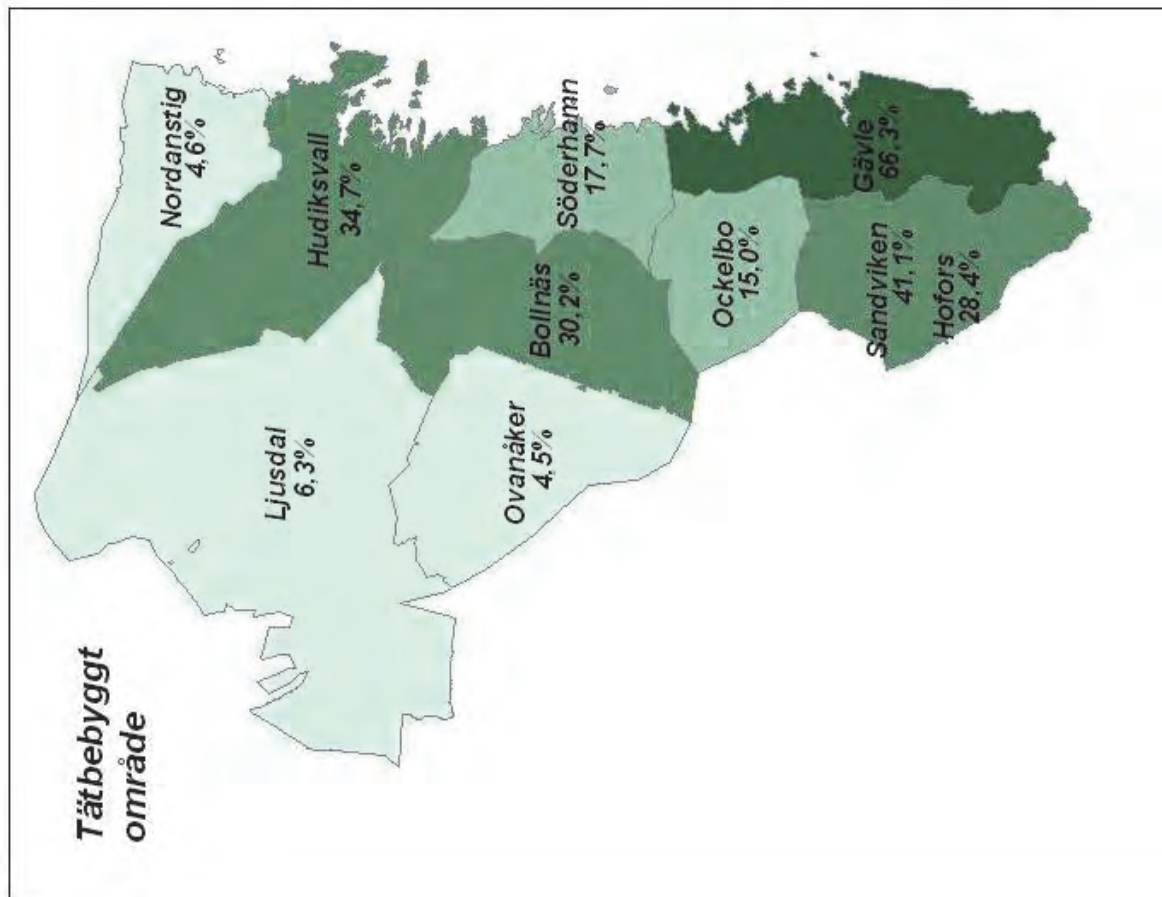 Tätbebyggt
område
Nordanstig
4,6%
Hudiksvall
34,7%
Ljusdal
6,3%
Söderhamn
17,7%
Bollnäs
30,2%
Ovanåker
4,5%
Ockelbo
15,0%
Gävle
66,3%
Sandviken
41,1%
Hofors
28,4%